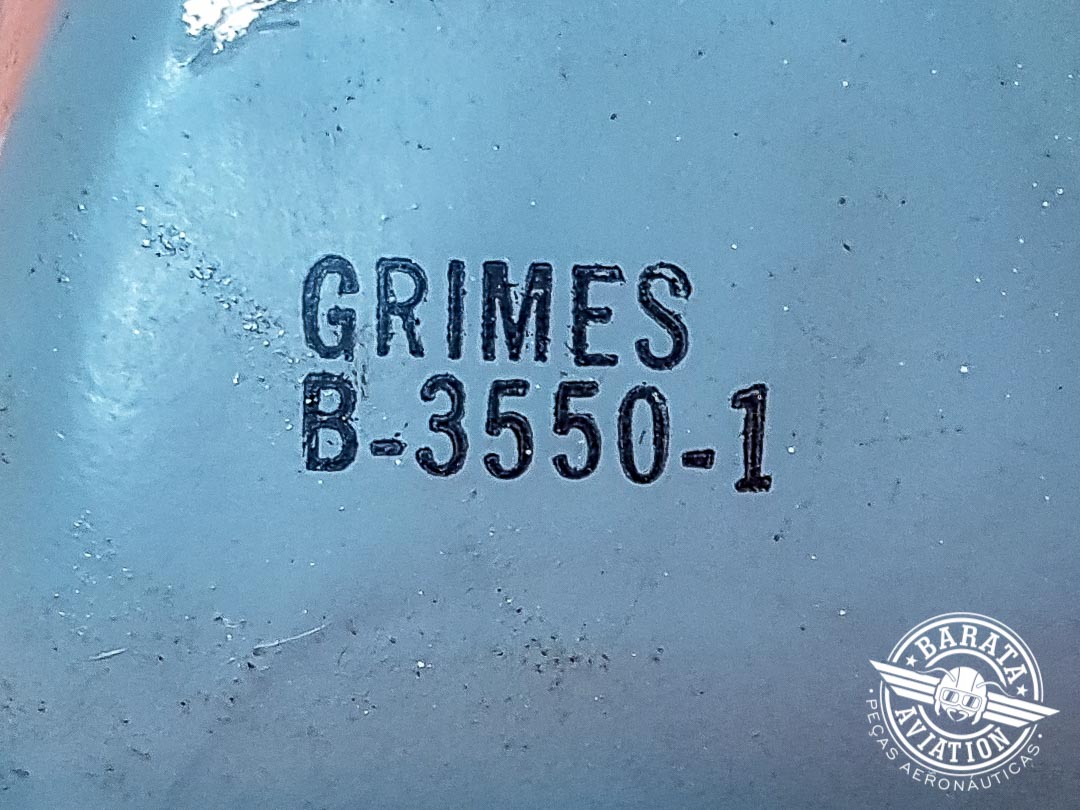 GRIMES
B-3550-1
BARATA
AVIATION
·PEÇAS AERONÁUTICAS·